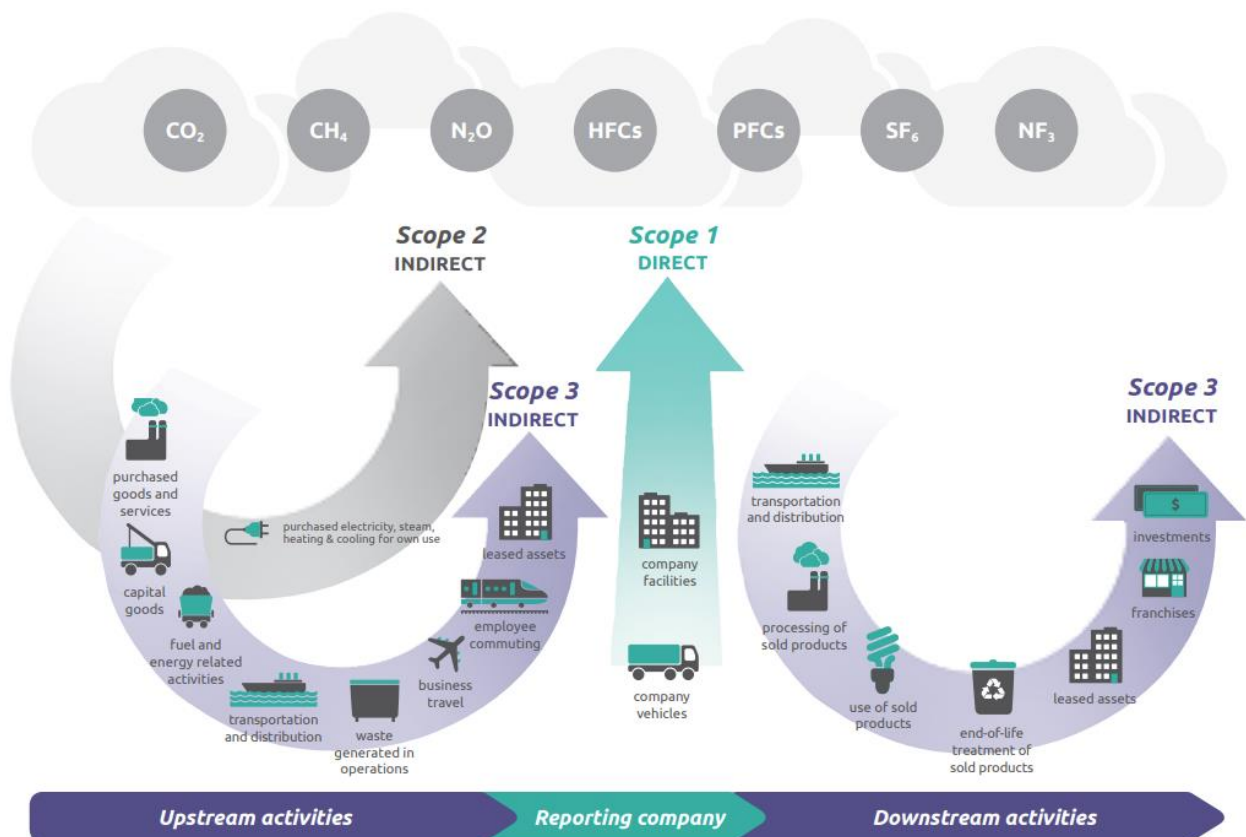 CO₂
CH₄
N₂O
HFCs
PFCs
SF₆
NF₃
Scope 2
INDIRECT
Scope 1
DIRECT
Scope 3
INDIRECT
Scope 3
INDIRECT
purchased
goods and
services
capital
goods
fuel and
energy related
activities
purchased electricity, steam,
heating & cooling for own use
transportation
and distribution
waste
generated in
operations
business
travel
employee
commuting
leased assets
company
facilities
company
vehicles
transportation
and distribution
processing of
sold products
use of sold
products
end-of-life
treatment of
sold products
leased assets
franchises
$
investments
Upstream activities
Reporting company
Downstream activities